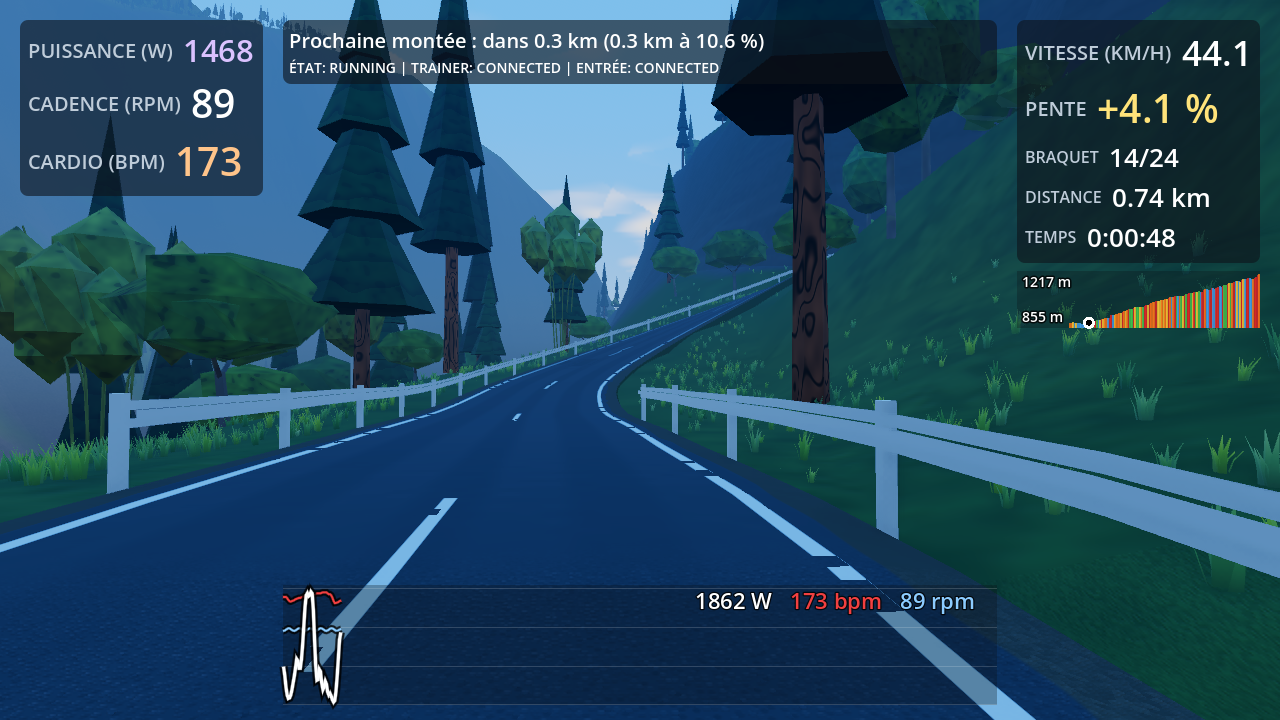 PUISSANCE (W) 1468
CADENCE (RPM) 89
CARDIO (BPM) 173
Prochaine montée : dans 0.3 km (0.3 km à 10.6 %)
ÉTAT: RUNNING | TRAINER: CONNECTED | ENTRÉE: CONNECTED
VITESSE (KM/H) 44.1
PENTE +4.1 %
BRAQUET 14/24
DISTANCE 0.74 km
TEMPS 0:00:48
1217 m
855 m
1862 W 173 bpm 89 rpm